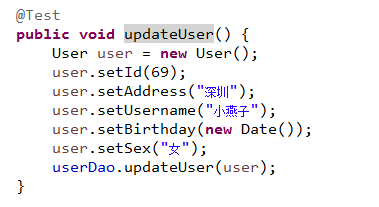 @Test
public void updateUser() {
    User user = new User();
    user.setId(69);
    user.setAddress("深圳");
    user.setUsername("小燕子");
    user.setBirthday(new Date());
    user.setSex("女");
    userDao.updateUser(user);
}